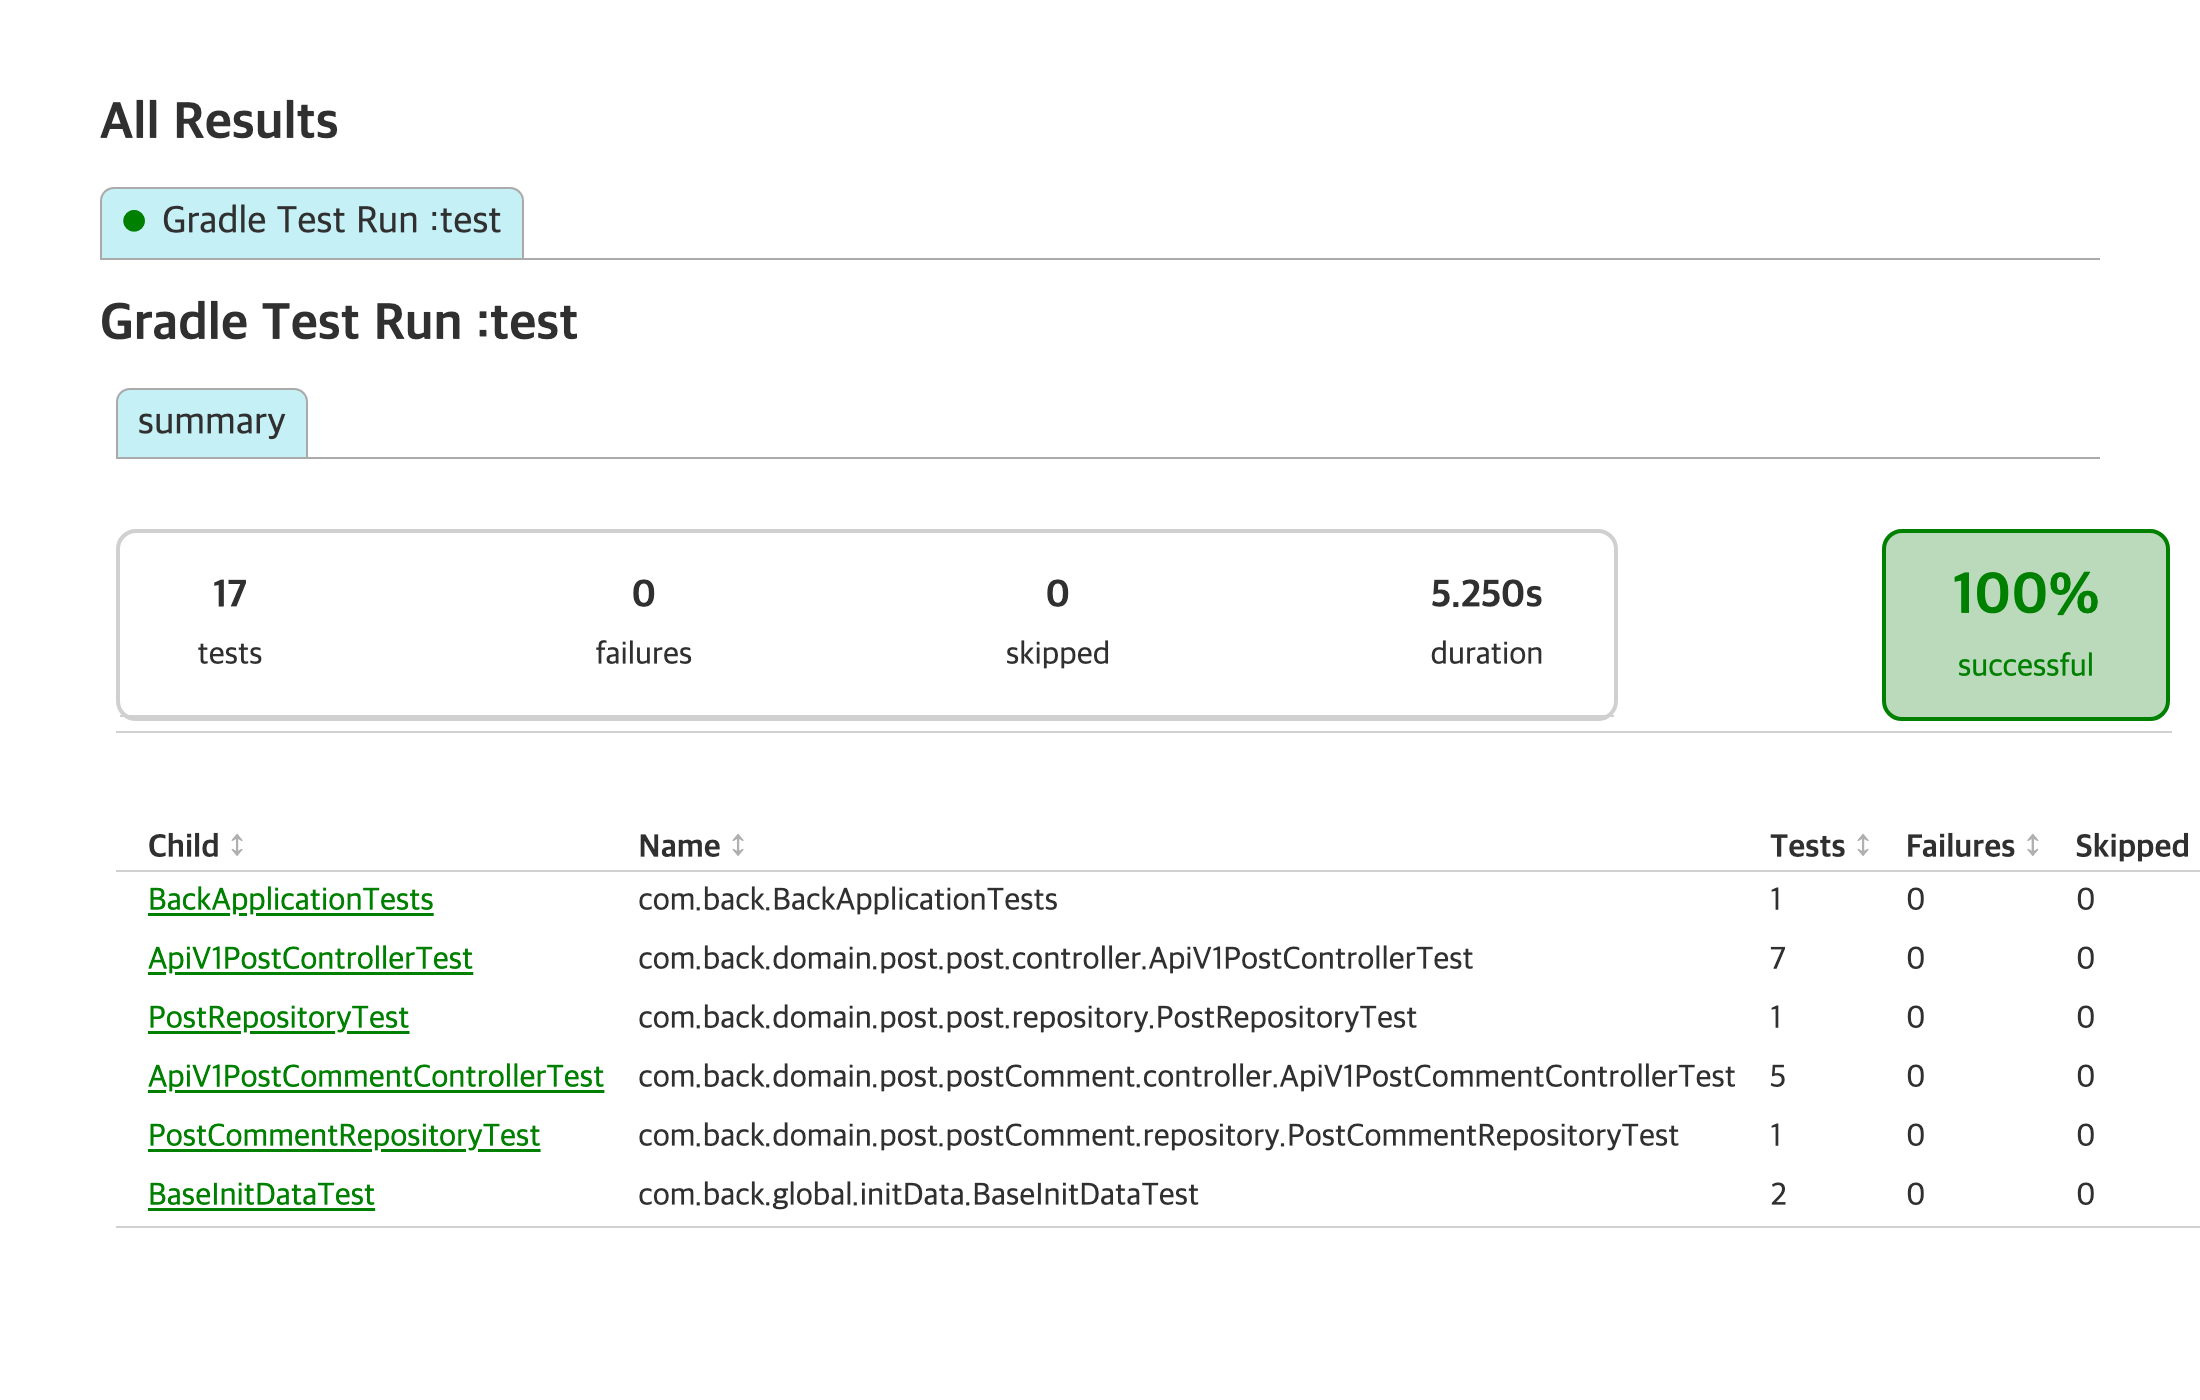 All Results
Gradle Test Run :test
Gradle Test Run :test
summary
17 0 0 5.250s 100%
tests failures skipped duration successful
Child Name Tests Failures Skipped
BackApplicationTests com.back.BackApplicationTests 1 0 0
ApiV1PostControllerTest com.back.domain.post.post.controller.ApiV1PostControllerTest 7 0 0
PostRepositoryTest com.back.domain.post.post.repository.PostRepositoryTest 1 0 0
ApiV1PostCommentControllerTest com.back.domain.post.postComment.controller.ApiV1PostCommentControllerTest 5 0 0
PostCommentRepositoryTest com.back.domain.post.postComment.repository.PostCommentRepositoryTest 1 0 0
BaseInitDataTest com.back.global.initData.BaseInitDataTest 2 0 0